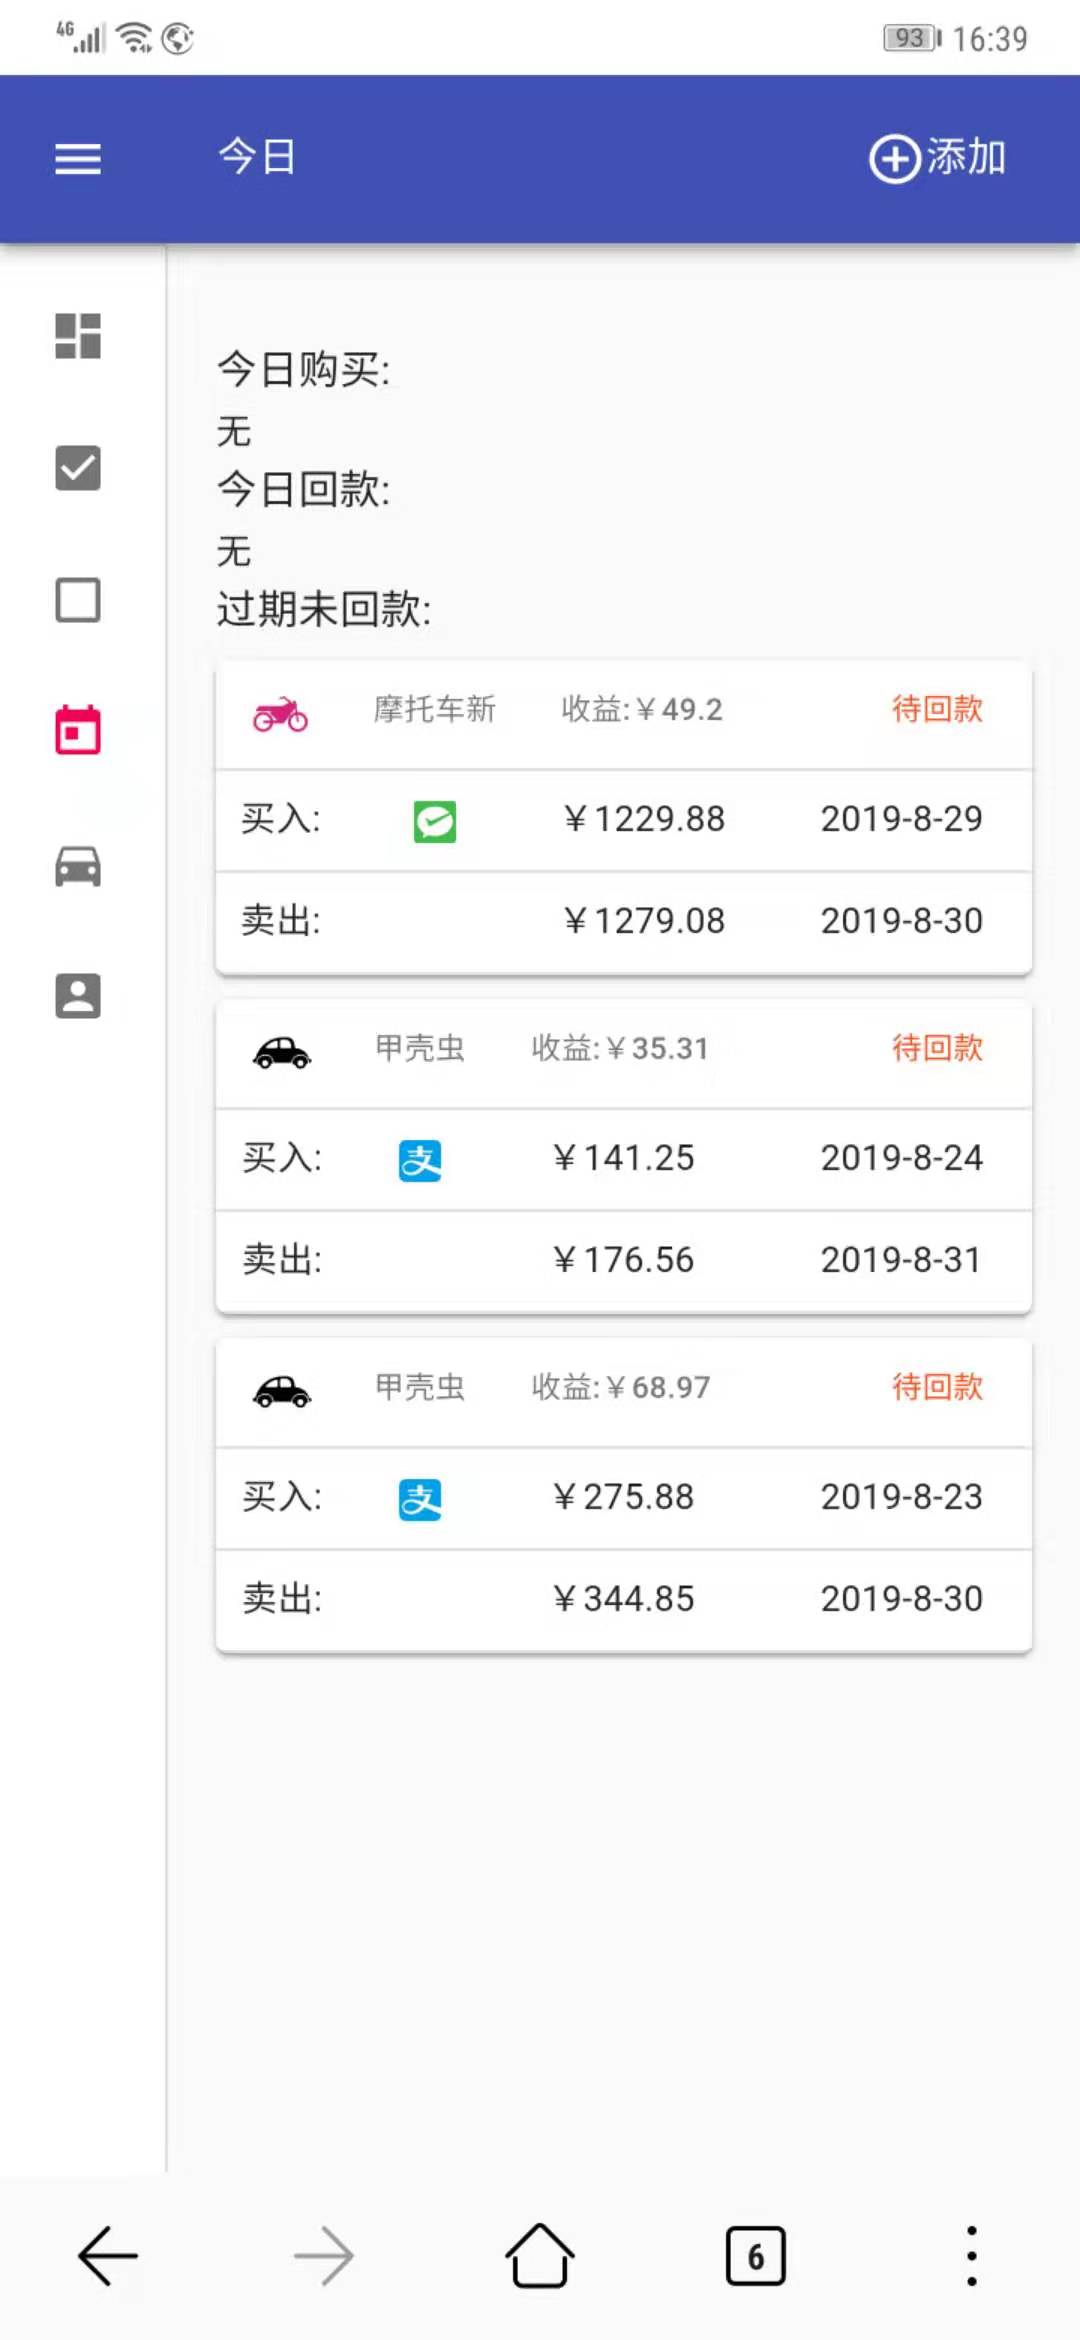 4G 93 16:39
今日 添加
今日购买:
无
今日回款:
无
过期未回款:
摩托车新 收益:￥49.2 待回款
买入: ￥1229.88 2019-8-29
卖出: ￥1279.08 2019-8-30
甲壳虫 收益:￥35.31 待回款
买入: 支 ￥141.25 2019-8-24
卖出: ￥176.56 2019-8-31
甲壳虫 收益:￥68.97 待回款
买入: 支 ￥275.88 2019-8-23
卖出: ￥344.85 2019-8-30
6